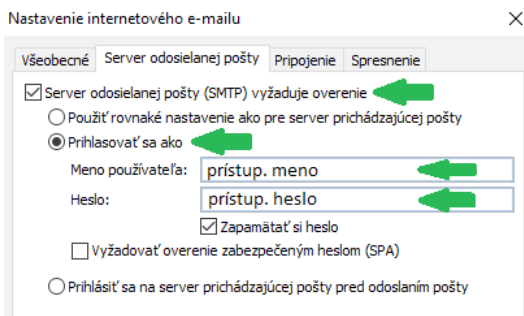 Nastavenie internetového e-mailu
Všeobecné Server odosielanej pošty Pripojenie Spresnenie
Server odosielanej pošty (SMTP) vyžaduje overenie
Použiť rovnaké nastavenie ako pre server prichádzajúcej pošty
Prihlasovať sa ako
Meno používateľa: prístup. meno
Heslo: prístup. heslo
Zapamätať si heslo
Vyžadovať overenie zabezpečeným heslom (SPA)
Prihlásiť sa na server prichádzajúcej pošty pred odoslaním pošty